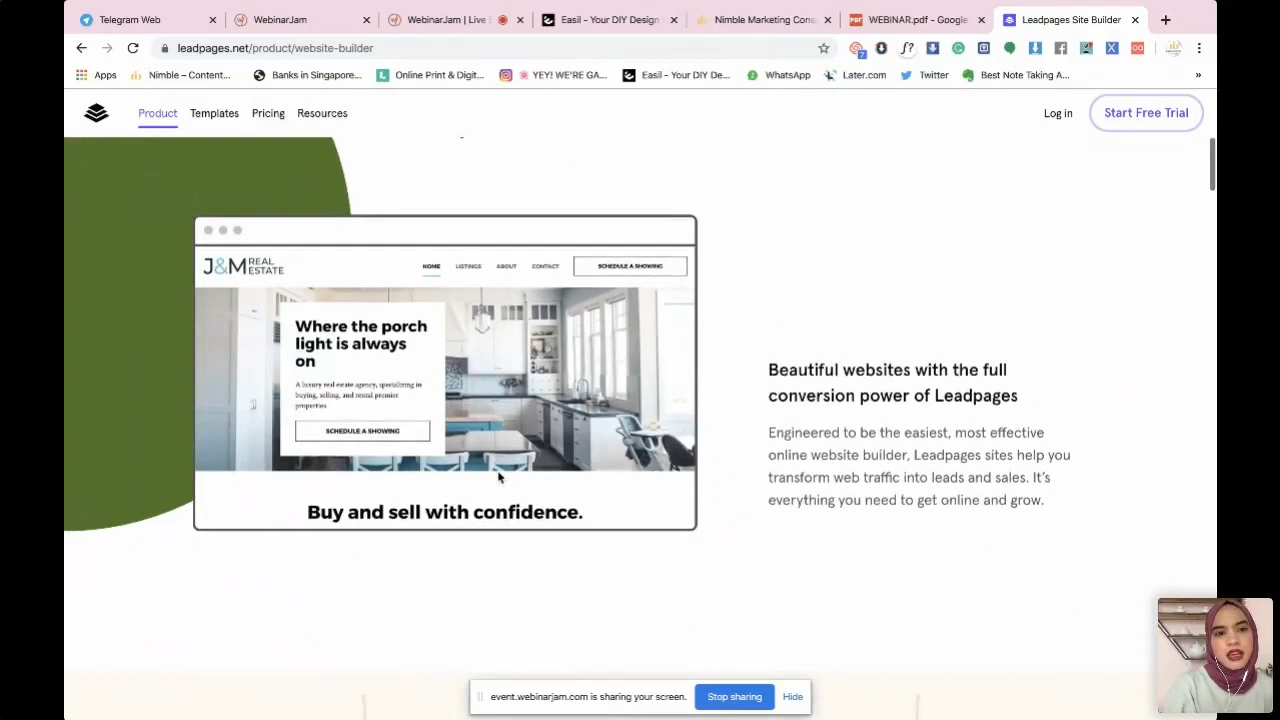 Telegram Web
WebinarJam
WebinarJam | Live
Easil - Your DIY Design
Nimble Marketing Cons
WEBINAR.pdf - Google
Leadpages Site Builder
leadpages.net/product/website-builder
7
Apps
Nimble – Content...
Banks in Singapore...
Online Print & Digit...
YEY! WE'RE GA...
Easil - Your DIY De...
WhatsApp
Later.com
Twitter
Best Note Taking A...
»
Product
Templates
Pricing
Resources
Log in
Start Free Trial
J&M REAL
ESTATE
HOME
LISTINGS
ABOUT
CONTACT
SCHEDULE A SHOWING
Where the porch
light is always
on
A luxury real estate agency, specializing in
buying, selling, and rental premier
properties
SCHEDULE A SHOWING
Buy and sell with confidence.
Beautiful websites with the full
conversion power of Leadpages
Engineered to be the easiest, most effective
online website builder, Leadpages sites help you
transform web traffic into leads and sales. It's
everything you need to get online and grow.
event.webinarjam.com is sharing your screen.
Stop sharing
Hide